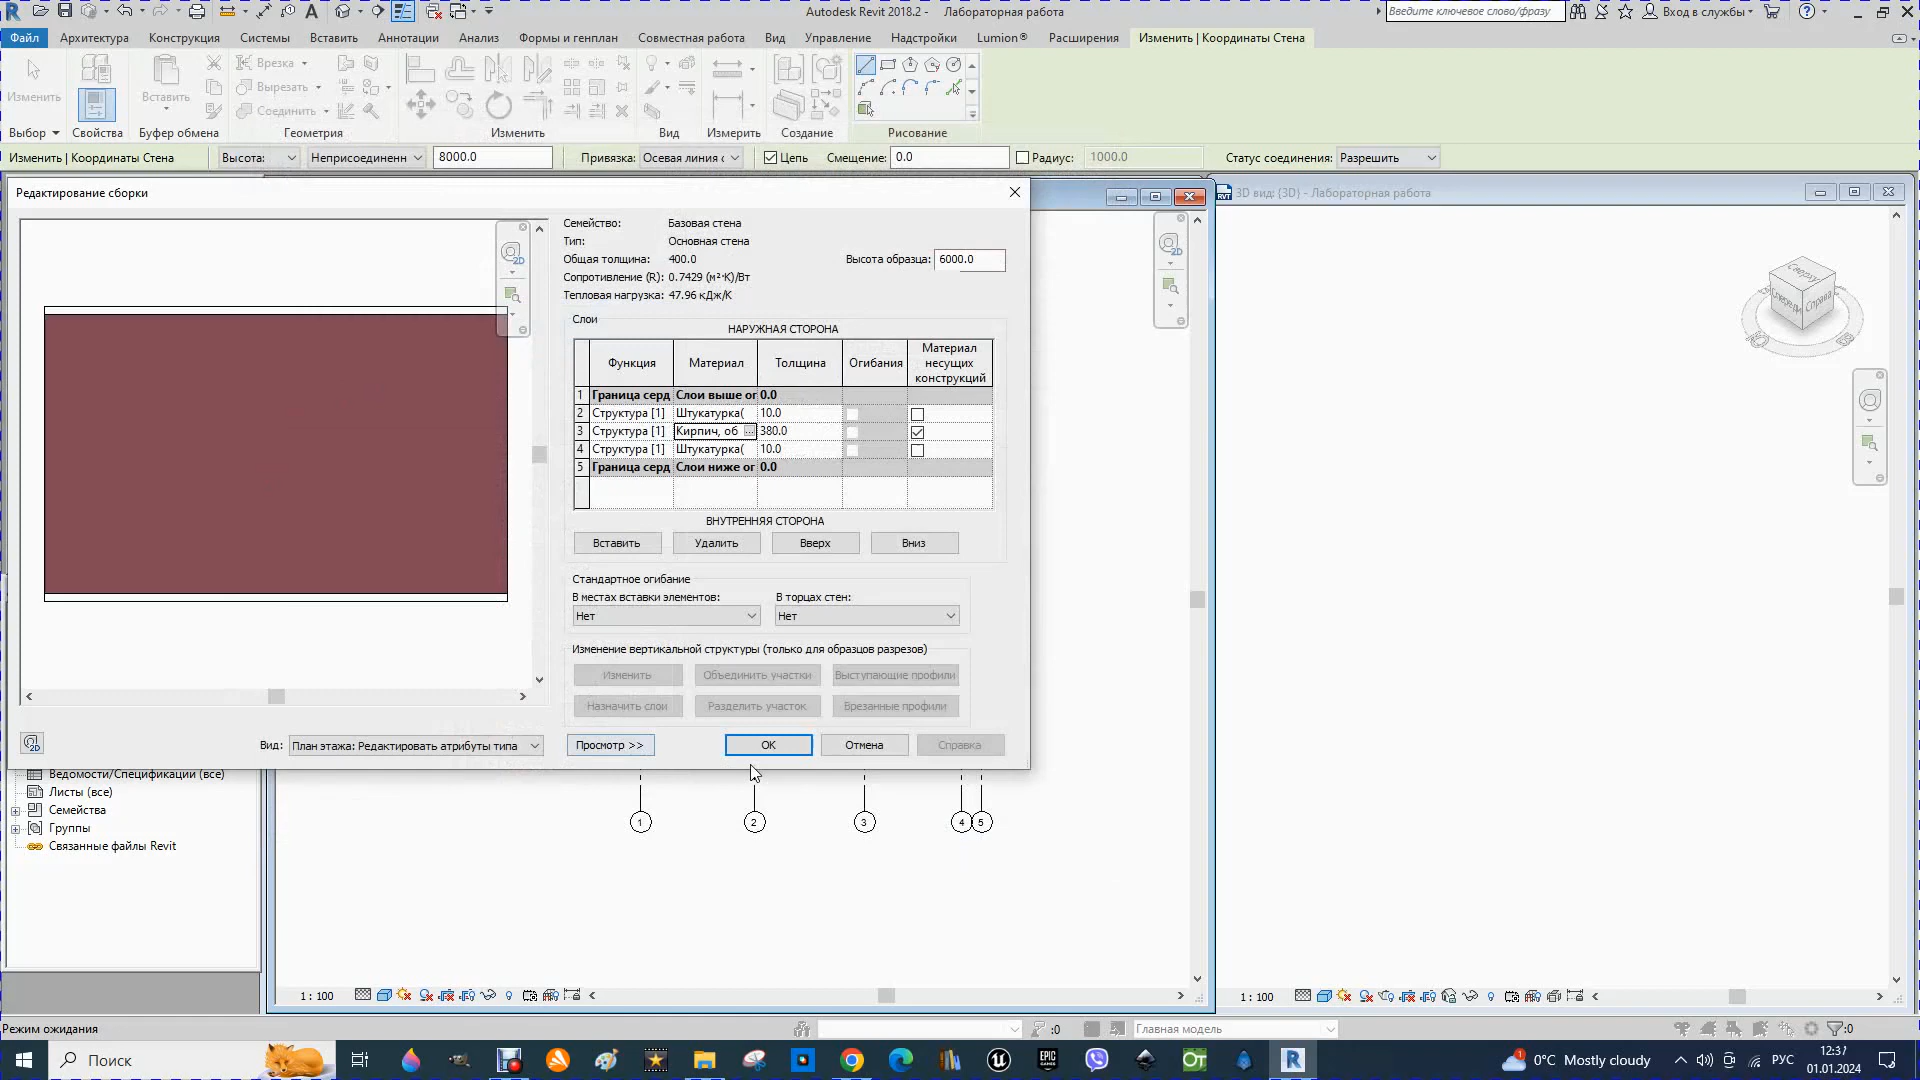 Autodesk Revit 2018.2 - Лабораторная работа
Введите ключевое слово/фразу
Вход в службы
Файл Архитектура Конструкция Системы Вставить Аннотации Анализ Формы и генплан Совместная работа Вид Управление Надстройки Lumion® Расширения Изменить | Координаты Стена
Изменить
Вставить
Врезка
Вырезать
Соединить
Выбор Свойства Буфер обмена Геометрия Изменить Вид Измерить Создание Рисование
Изменить | Координаты Стена Высота: Неприсоединенн 8000.0 Привязка: Осевая линия Цепь Смещение: 0.0 Радиус: 1000.0 Статус соединения: Разрешить
Редактирование сборки
3D вид: {3D} - Лабораторная работа
Семейство: Базовая стена
Тип: Основная стена
Общая толщина: 400.0
Высота образца: 6000.0
Сопротивление (R): 0.7429 (м²·K)/Вт
Тепловая нагрузка: 47.96 кДж/K
Слои
НАРУЖНАЯ СТОРОНА
Функция Материал Толщина Огибания Материал несущих конструкций
1 Граница серд Слои выше ог 0.0
2 Структура [1] Штукатурка( 10.0
3 Структура [1] Кирпич, об ... 380.0
4 Структура [1] Штукатурка( 10.0
5 Граница серд Слои ниже ог 0.0
ВНУТРЕННЯЯ СТОРОНА
Вставить Удалить Вверх Вниз
Стандартное огибание
В местах вставки элементов: В торцах стен:
Нет Нет
Изменение вертикальной структуры (только для образцов разрезов)
Изменить Объединить участки Выступающие профили
Назначить слои Разделить участок Врезанные профили
Вид: План этажа: Редактировать атрибуты типа Просмотр >> OK Отмена Справка
Сверху
Спереди
Справа
2D
2D
2D
Ведомости/Спецификации (все)
Листы (все)
Семейства
Группы
Связанные файлы Revit
1 2 3 4 5
1 : 100
1 : 100
Режим ожидания
:0
Главная модель
:0
Поиск
0°C Mostly cloudy
РУС
12:37
01.01.2024